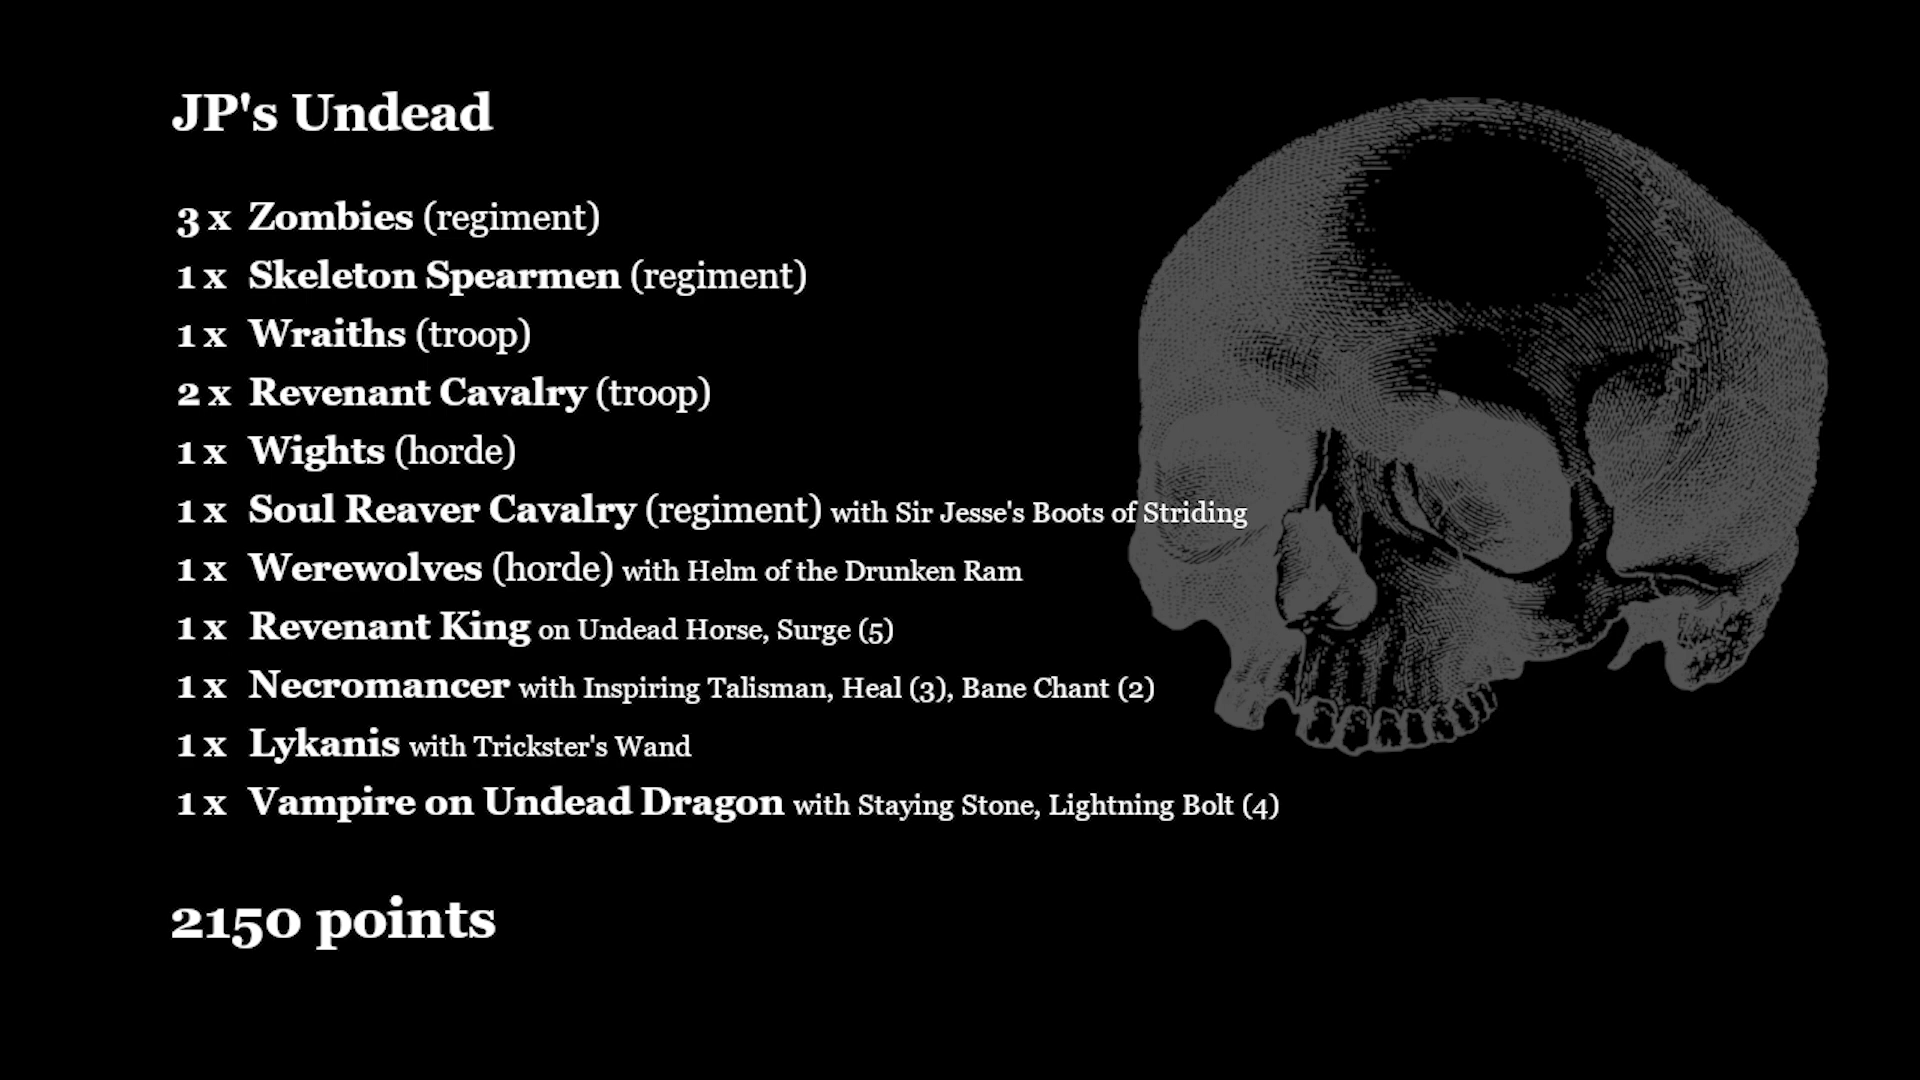 JP's Undead
3 x Zombies (regiment)
1 x Skeleton Spearmen (regiment)
1 x Wraiths (troop)
2 x Revenant Cavalry (troop)
1 x Wights (horde)
1 x Soul Reaver Cavalry (regiment) with Sir Jesse's Boots of Striding
1 x Werewolves (horde) with Helm of the Drunken Ram
1 x Revenant King on Undead Horse, Surge (5)
1 x Necromancer with Inspiring Talisman, Heal (3), Bane Chant (2)
1 x Lykanis with Trickster's Wand
1 x Vampire on Undead Dragon with Staying Stone, Lightning Bolt (4)
2150 points